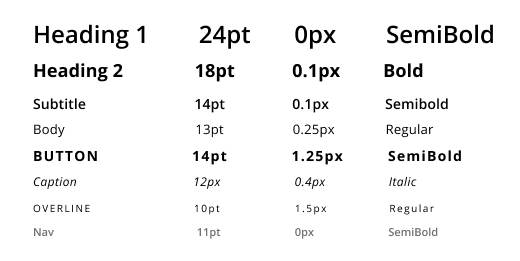 Heading 1 24pt 0px SemiBold
Heading 2 18pt 0.1px Bold
Subtitle 14pt 0.1px Semibold
Body 13pt 0.25px Regular
BUTTON 14pt 1.25px SemiBold
Caption 12px 0.4px Italic
OVERLINE 10pt 1.5px Regular
Nav 11pt 0px SemiBold